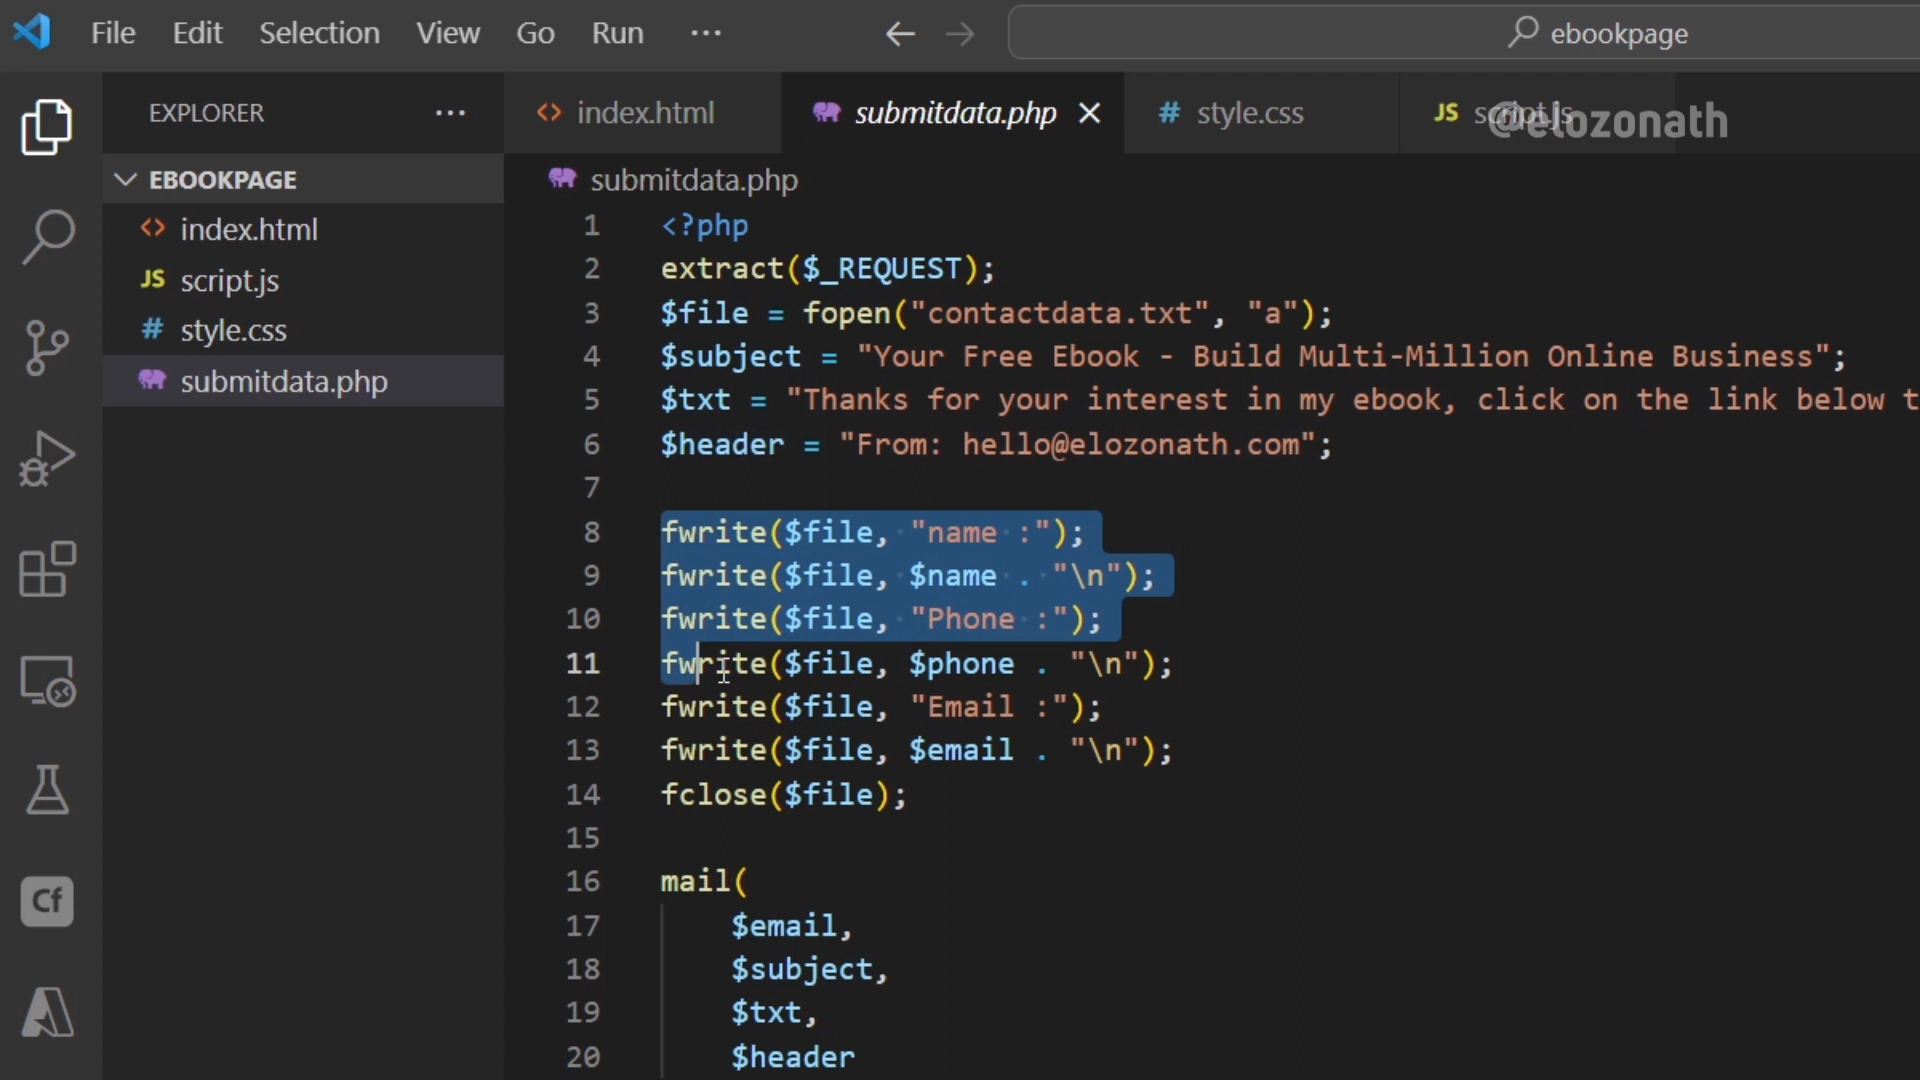 File Edit Selection View Go Run ··· ebookpage
EXPLORER ··· index.html submitdata.php # style.css JS script.js
@elozonath
EBOOKPAGE
index.html
JS script.js
# style.css
submitdata.php
submitdata.php
1 <?php
2 extract($_REQUEST);
3 $file = fopen("contactdata.txt", "a");
4 $subject = "Your Free Ebook - Build Multi-Million Online Business";
5 $txt = "Thanks for your interest in my ebook, click on the link below t
6 $header = "From: hello@elozonath.com";
7
8 fwrite($file, "name :");
9 fwrite($file, $name . "\n");
10 fwrite($file, "Phone :");
11 fwrite($file, $phone . "\n");
12 fwrite($file, "Email :");
13 fwrite($file, $email . "\n");
14 fclose($file);
15
16 mail(
17 $email,
18 $subject,
19 $txt,
20 $header
Cf